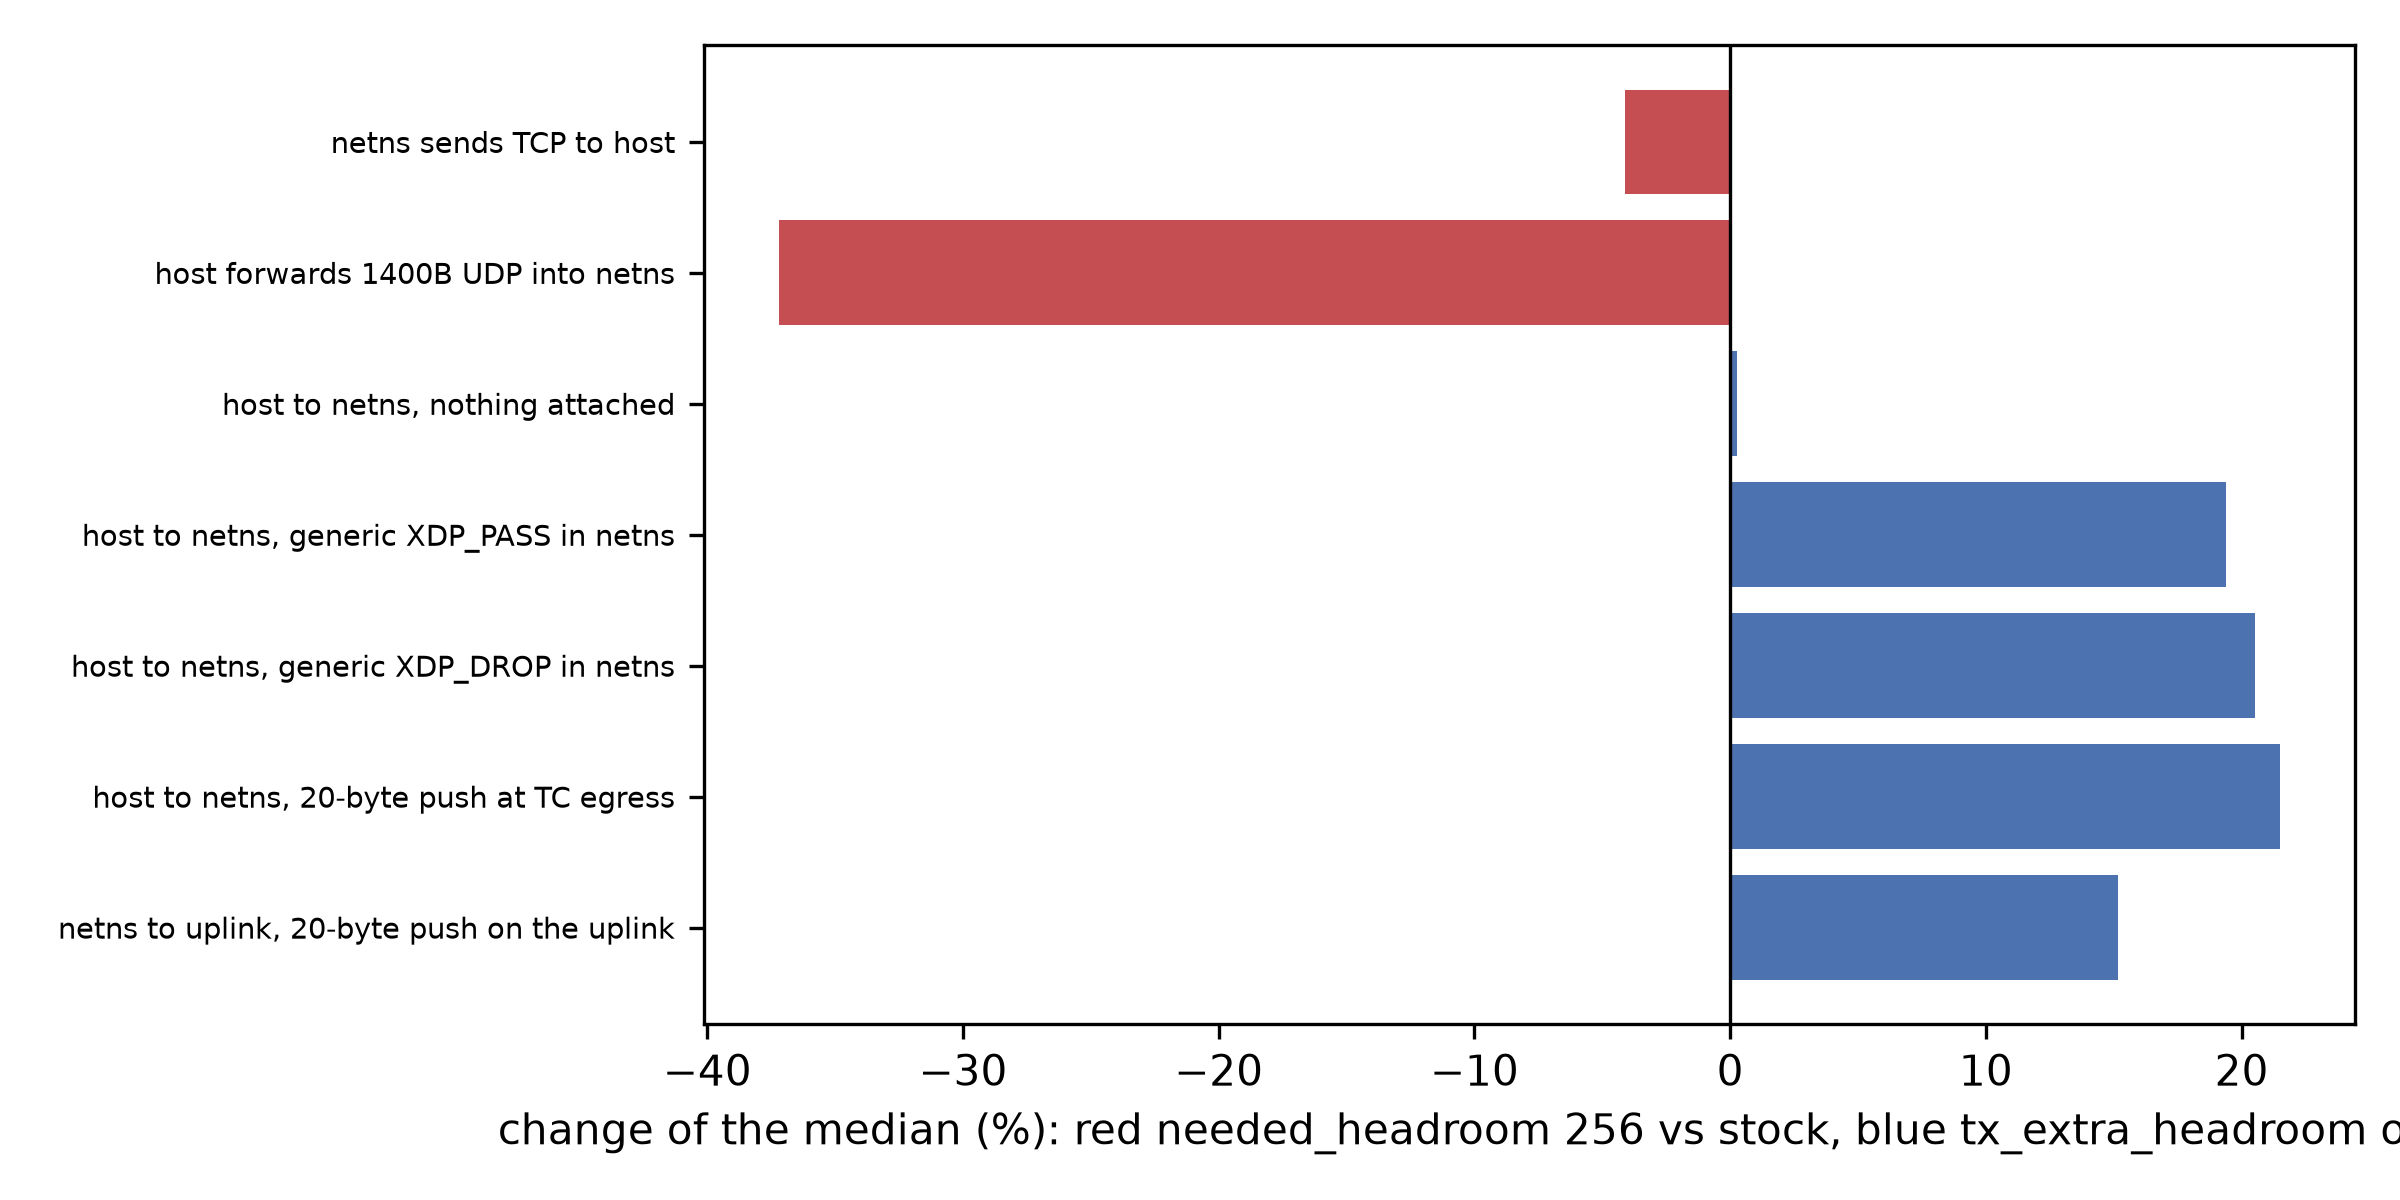 netns sends TCP to host
host forwards 1400B UDP into netns
host to netns, nothing attached
host to netns, generic XDP_PASS in netns
host to netns, generic XDP_DROP in netns
host to netns, 20-byte push at TC egress
netns to uplink, 20-byte push on the uplink
−40 −30 −20 −10 0 10 20
change of the median (%): red needed_headroom 256 vs stock, blue tx_extra_headroom